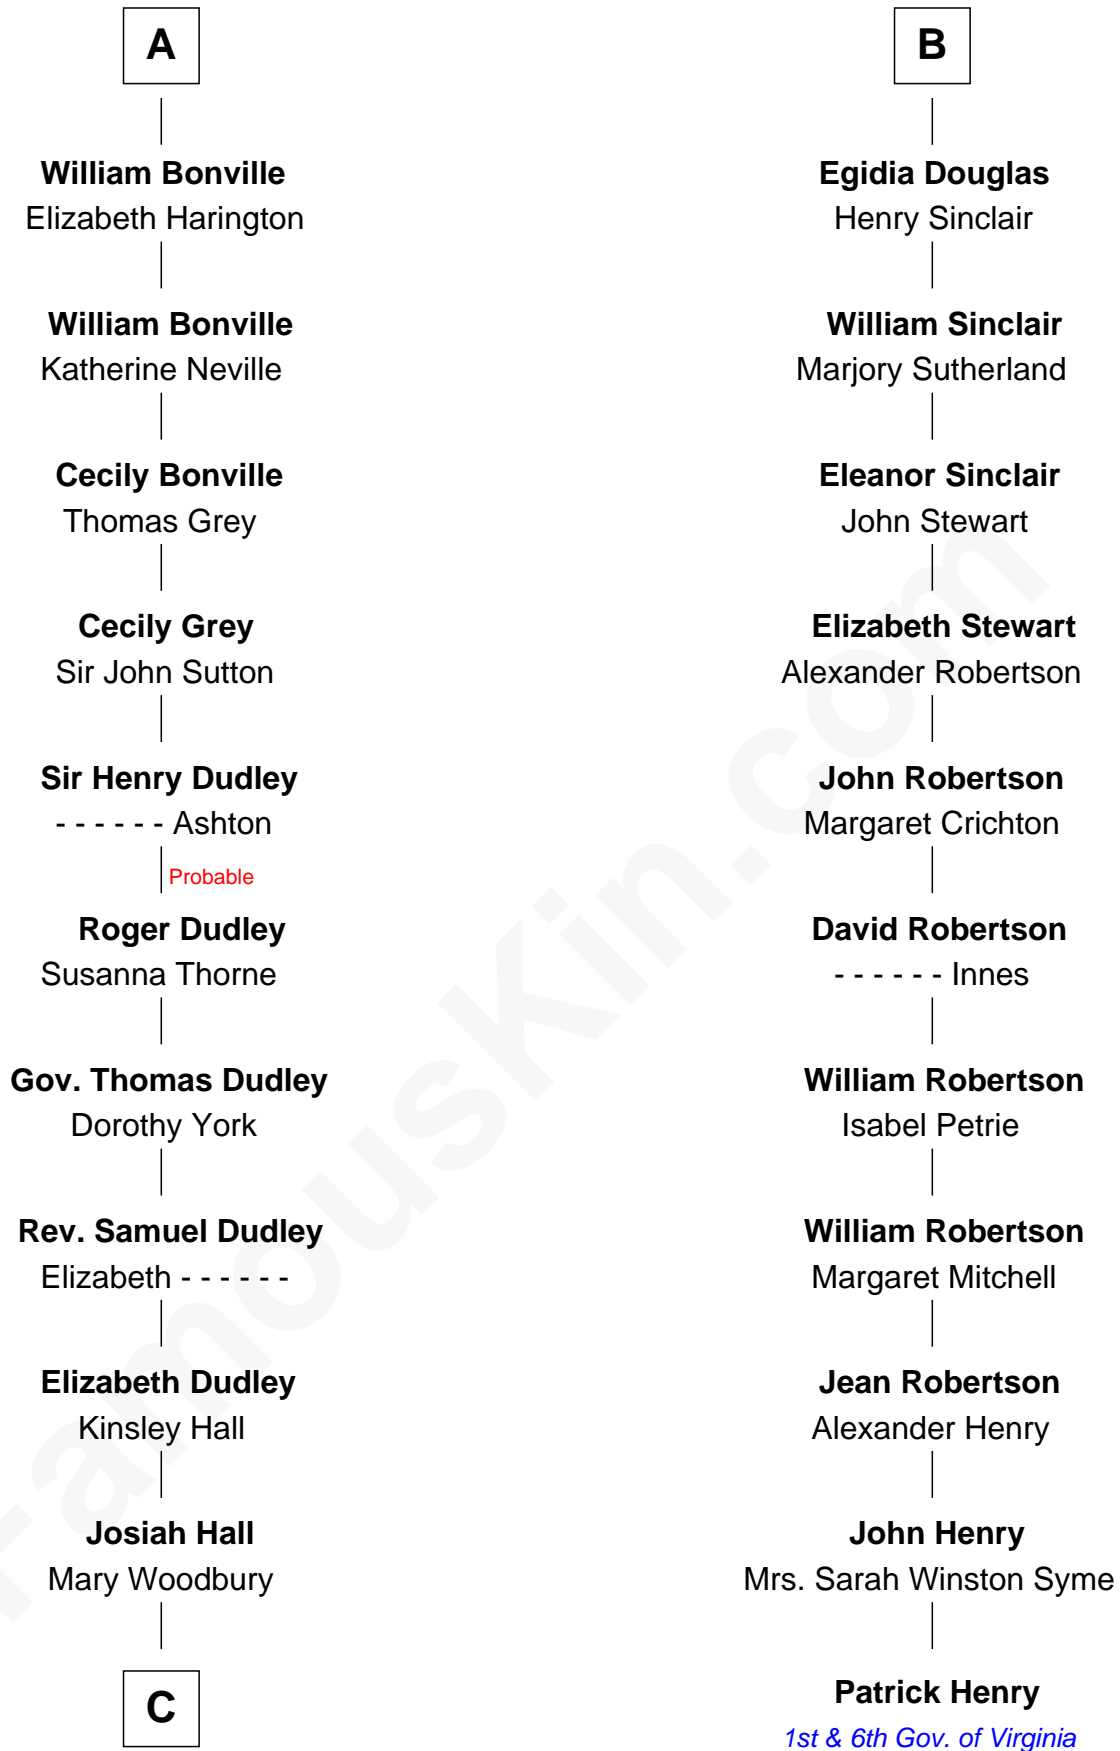 A
William Bonville
Elizabeth Harington
William Bonville
Katherine Neville
Cecily Bonville
Thomas Grey
Cecily Grey
Sir John Sutton
Sir Henry Dudley
- - - - - - Ashton
Probable
Roger Dudley
Susanna Thorne
Gov. Thomas Dudley
Dorothy York
Rev. Samuel Dudley
Elizabeth - - - - - -
Elizabeth Dudley
Kinsley Hall
Josiah Hall
Mary Woodbury
C
B
Egidia Douglas
Henry Sinclair
William Sinclair
Marjory Sutherland
Eleanor Sinclair
John Stewart
Elizabeth Stewart
Alexander Robertson
John Robertson
Margaret Crichton
David Robertson
- - - - - - Innes
William Robertson
Isabel Petrie
William Robertson
Margaret Mitchell
Jean Robertson
Alexander Henry
John Henry
Mrs. Sarah Winston Syme
Patrick Henry
1st & 6th Gov. of Virginia
FamousKin.com